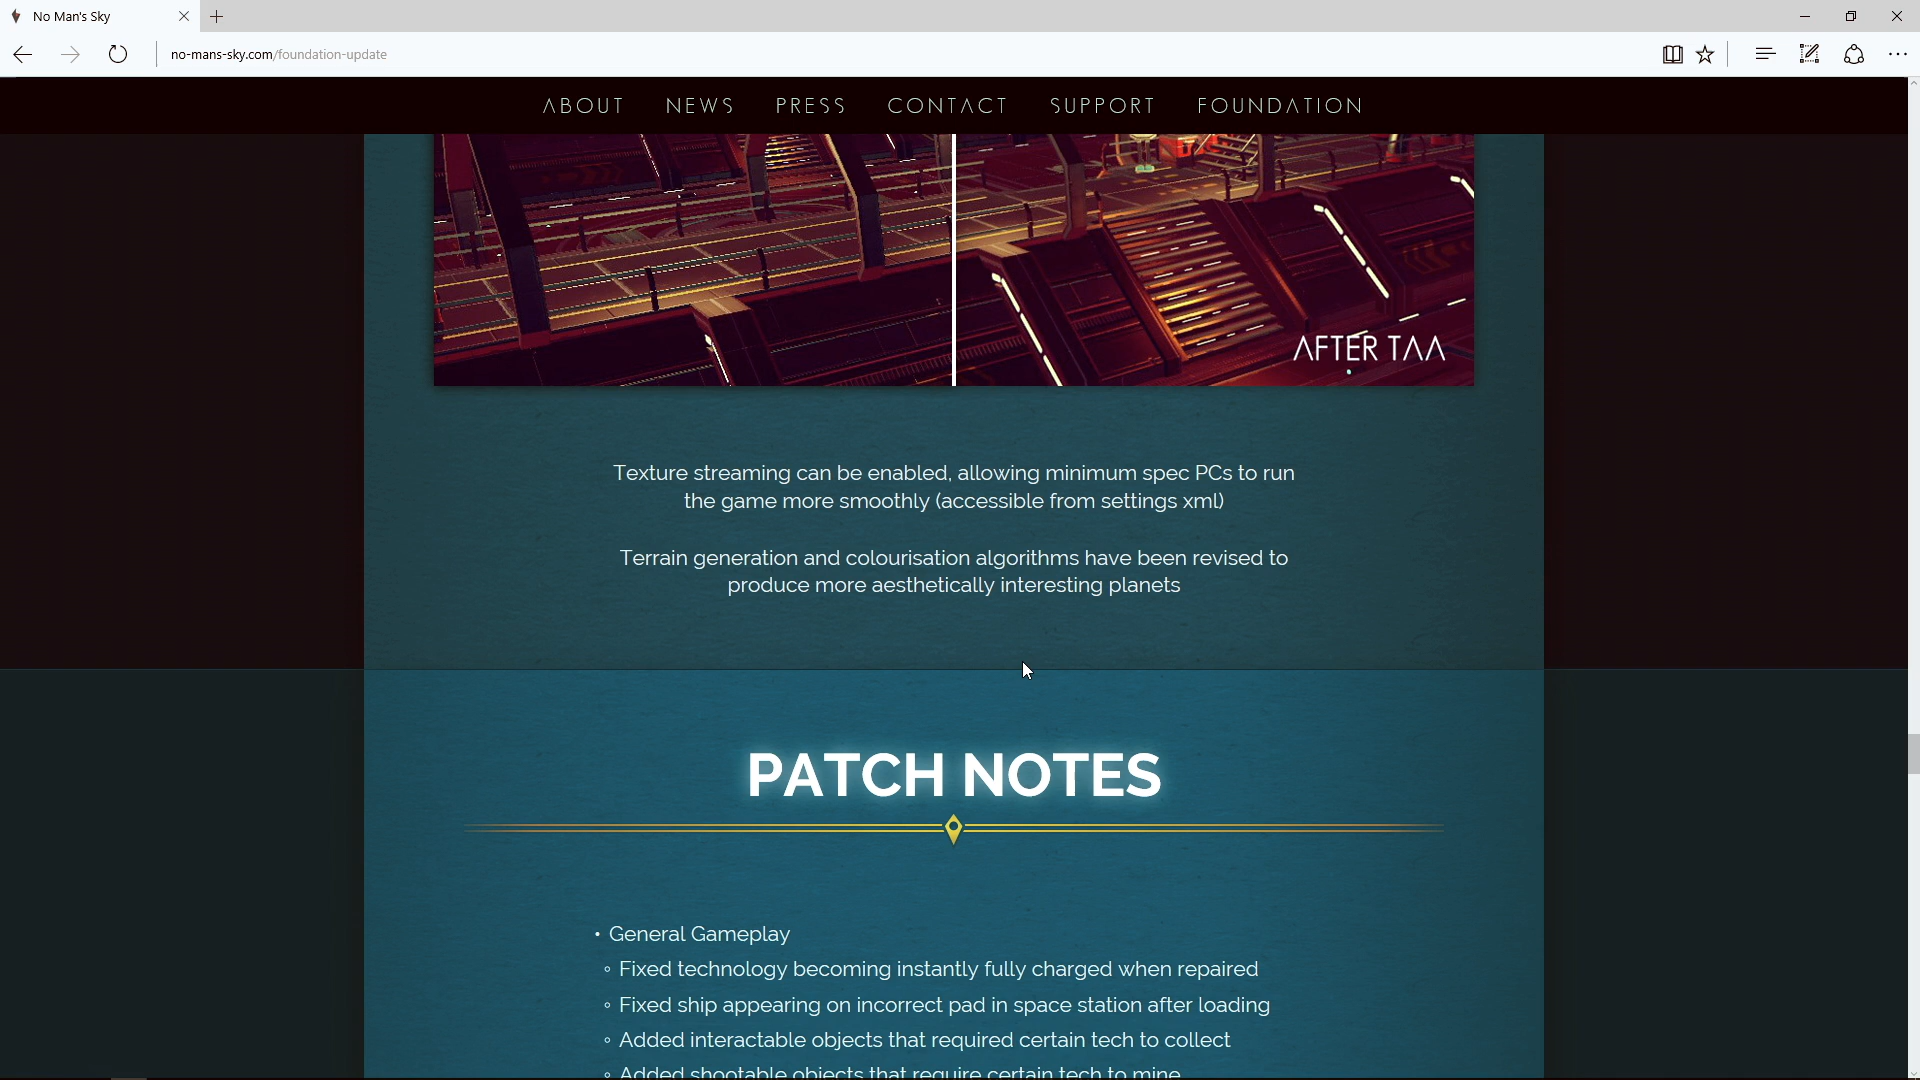 No Man's Sky
no-mans-sky.com/foundation-update
ABOUT NEWS PRESS CONTACT SUPPORT FOUNDATION
AFTER TAA
Texture streaming can be enabled, allowing minimum spec PCs to run
the game more smoothly (accessible from settings xml)
Terrain generation and colourisation algorithms have been revised to
produce more aesthetically interesting planets
PATCH NOTES
• General Gameplay
◦ Fixed technology becoming instantly fully charged when repaired
◦ Fixed ship appearing on incorrect pad in space station after loading
◦ Added interactable objects that required certain tech to collect
◦ Added shootable objects that require certain tech to mine